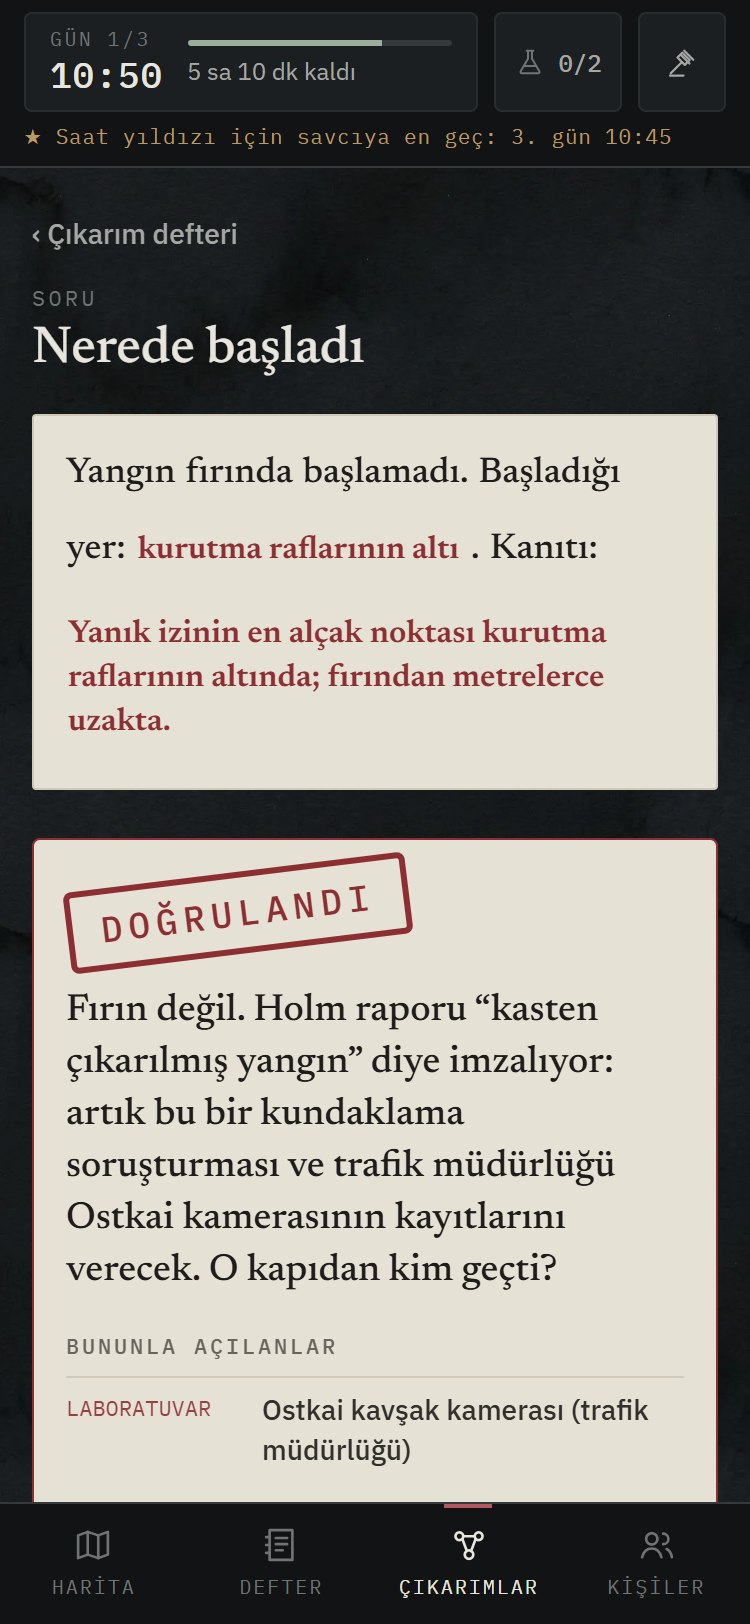 GÜN 1/3
10:50
5 sa 10 dk kaldı
0/2
★ Saat yıldızı için savcıya en geç: 3. gün 10:45
‹ Çıkarım defteri
SORU
Nerede başladı
Yangın fırında başlamadı. Başladığı
yer: kurutma raflarının altı . Kanıtı:
Yanık izinin en alçak noktası kurutma
raflarının altında; fırından metrelerce
uzakta.
DOĞRULANDI
Fırın değil. Holm raporu “kasten
çıkarılmış yangın” diye imzalıyor:
artık bu bir kundaklama
soruşturması ve trafik müdürlüğü
Ostkai kamerasının kayıtlarını
verecek. O kapıdan kim geçti?
BUNUNLA AÇILANLAR
LABORATUVAR Ostkai kavşak kamerası (trafik
müdürlüğü)
HARİTA DEFTER ÇIKARIMLAR KİŞİLER